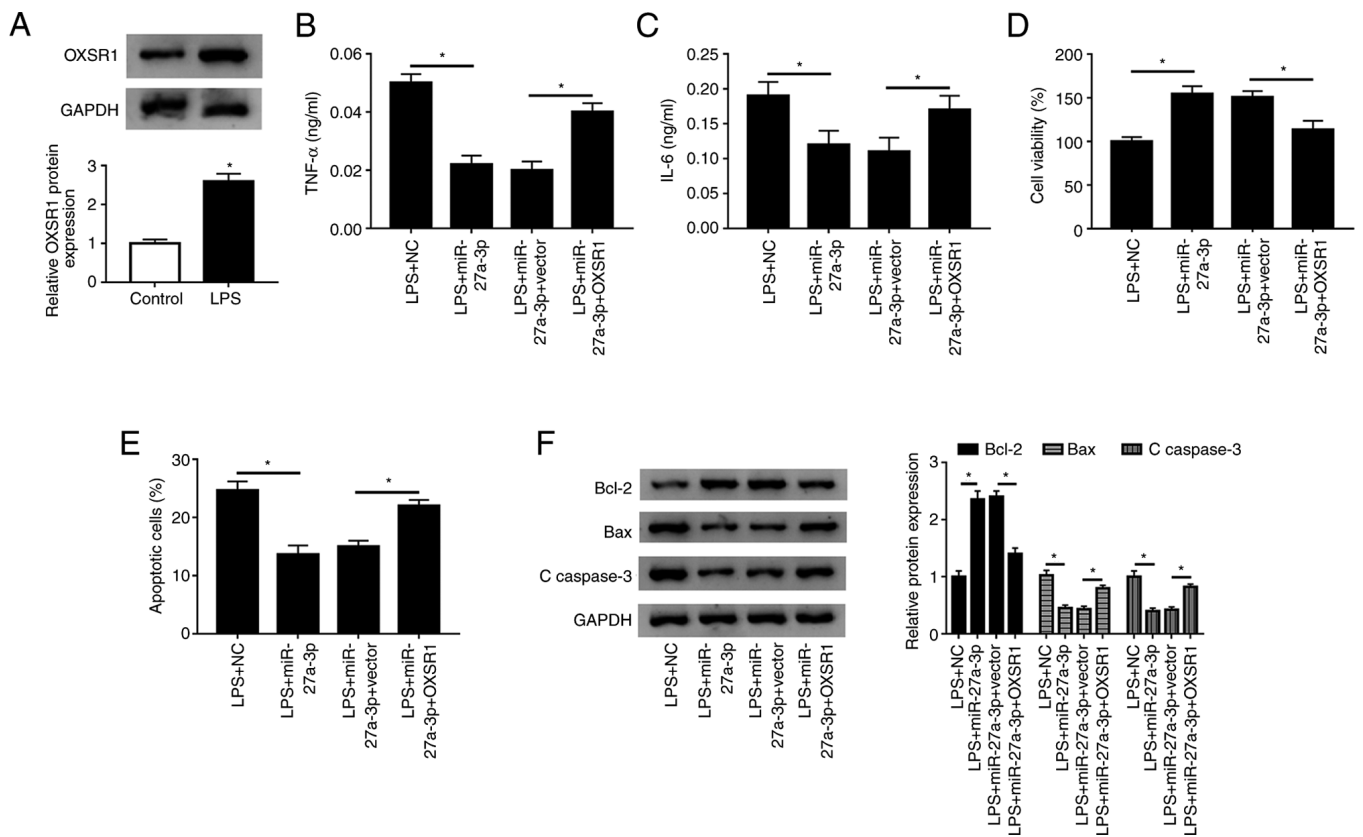 A
OXSR1
GAPDH
Relative OXSR1 protein
expression
3
2
1
0
*
Control
LPS
B
TNF-α (ng/ml)
0.06
0.04
0.02
0.00
*
*
LPS+NC
LPS+miR-
27a-3p
LPS+miR-
27a-3p+vector
LPS+miR-
27a-3p+OXSR1
C
IL-6 (ng/ml)
0.25
0.20
0.15
0.10
0.05
0.00
*
*
LPS+NC
LPS+miR-
27a-3p
LPS+miR-
27a-3p+vector
LPS+miR-
27a-3p+OXSR1
D
Cell viability (%)
200
150
100
50
0
*
*
LPS+NC
LPS+miR-
27a-3p
LPS+miR-
27a-3p+vector
LPS+miR-
27a-3p+OXSR1
E
Apoptotic cells (%)
30
20
10
0
*
*
LPS+NC
LPS+miR-
27a-3p
LPS+miR-
27a-3p+vector
LPS+miR-
27a-3p+OXSR1
F
Bcl-2
Bax
C caspase-3
GAPDH
LPS+NC
LPS+miR-
27a-3p
LPS+miR-
27a-3p+vector
LPS+miR-
27a-3p+OXSR1
Bcl-2 Bax C caspase-3
Relative protein expression
3
2
1
0
*
*
*
*
*
*
LPS+NC
LPS+miR-27a-3p
LPS+miR-27a-3p+vector
LPS+miR-27a-3p+OXSR1
LPS+NC
LPS+miR-27a-3p
LPS+miR-27a-3p+vector
LPS+miR-27a-3p+OXSR1
LPS+NC
LPS+miR-27a-3p
LPS+miR-27a-3p+vector
LPS+miR-27a-3p+OXSR1